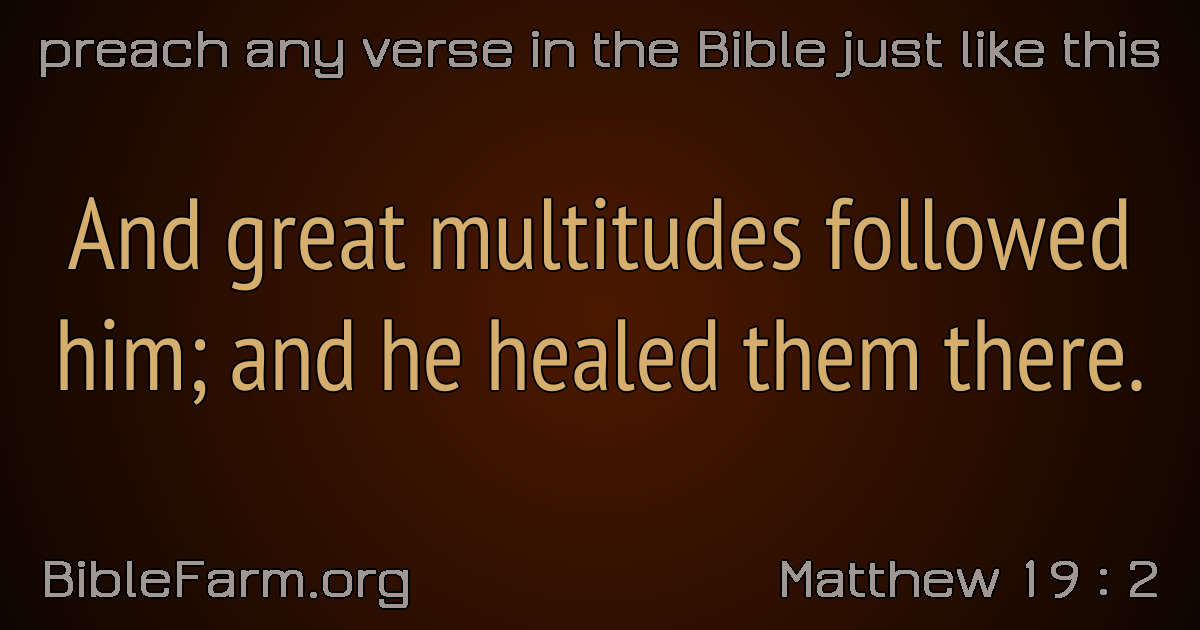 preach any verse in the Bible just like this
And great multitudes followed
him; and he healed them there.
BibleFarm.org
Matthew 19 : 2